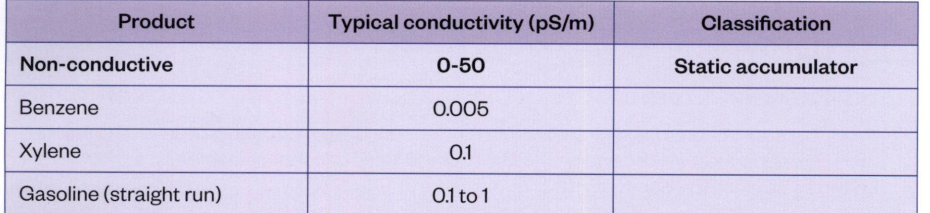 Product Typical conductivity (pS/m) Classification
Non-conductive 0-50 Static accumulator
Benzene 0.005
Xylene 0.1
Gasoline (straight run) 0.1 to 1